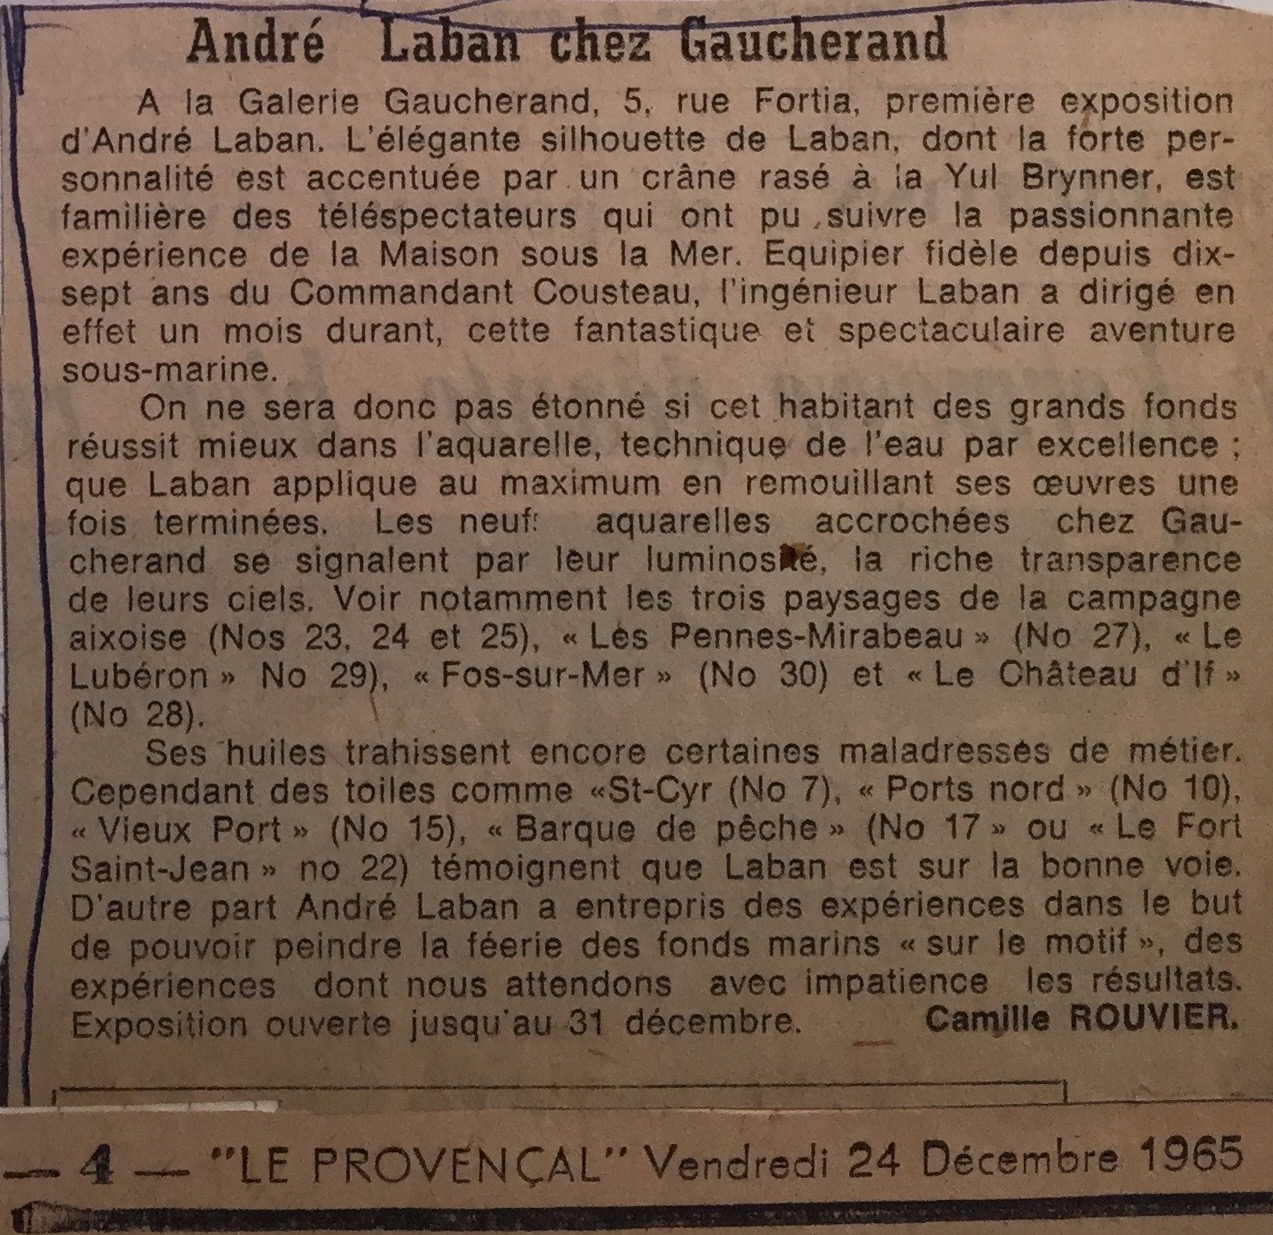 André Laban chez Gaucherand
A la Galerie Gaucherand, 5, rue Fortia, première exposition
d'André Laban. L'élégante silhouette de Laban, dont la forte per-
sonnalité est accentuée par un crâne rasé à la Yul Brynner, est
familière des téléspectateurs qui ont pu suivre la passionnante
expérience de la Maison sous la Mer. Equipier fidèle depuis dix-
sept ans du Commandant Cousteau, l'ingénieur Laban a dirigé en
effet un mois durant, cette fantastique et spectaculaire aventure
sous-marine.
On ne sera donc pas étonné si cet habitant des grands fonds
réussit mieux dans l'aquarelle, technique de l'eau par excellence ;
que Laban applique au maximum en remouillant ses œuvres une
fois terminées. Les neuf aquarelles accrochées chez Gau-
cherand se signalent par leur luminosité, la riche transparence
de leurs ciels. Voir notamment les trois paysages de la campagne
aixoise (Nos 23, 24 et 25), « Les Pennes-Mirabeau » (No 27), « Le
Lubéron » No 29), « Fos-sur-Mer » (No 30) et « Le Château d'If »
(No 28).
Ses huiles trahissent encore certaines maladresses de métier.
Cependant des toiles comme «St-Cyr (No 7), « Ports nord » (No 10),
« Vieux Port » (No 15), « Barque de pêche » (No 17 » ou « Le Fort
Saint-Jean » no 22) témoignent que Laban est sur la bonne voie.
D'autre part André Laban a entrepris des expériences dans le but
de pouvoir peindre la féerie des fonds marins « sur le motif », des
expériences dont nous attendons avec impatience les résultats.
Exposition ouverte jusqu'au 31 décembre. Camille ROUVIER.
— 4 — "LE PROVENÇAL" Vendredi 24 Décembre 1965